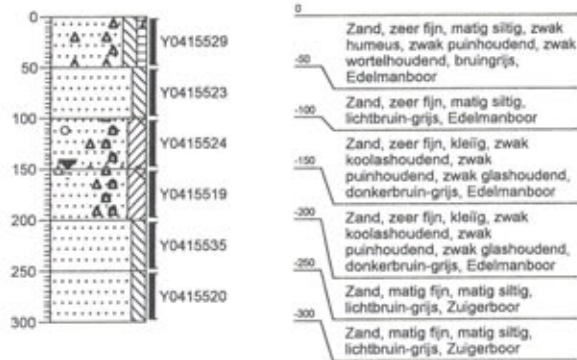 0
50
100
150
200
250
300
Y0415529
Y0415523
Y0415524
Y0415519
Y0415535
Y0415520
0
Zand, zeer fijn, matig siltig, zwak
humeus, zwak puinhoudend, zwak
wortelhoudend, bruingrijs,
Edelmanboor
-50
Zand, zeer fijn, matig siltig,
lichtbruin-grijs, Edelmanboor
-100
Zand, zeer fijn, kleiïg, zwak
koolashoudend, zwak
puinhoudend, zwak glashoudend,
donkerbruin-grijs, Edelmanboor
-150
Zand, zeer fijn, kleiïg, zwak
koolashoudend, zwak
puinhoudend, zwak glashoudend,
donkerbruin-grijs, Edelmanboor
-200
Zand, matig fijn, matig siltig,
lichtbruin-grijs, Zuigerboor
-250
Zand, matig fijn, matig siltig,
lichtbruin-grijs, Zuigerboor
-300